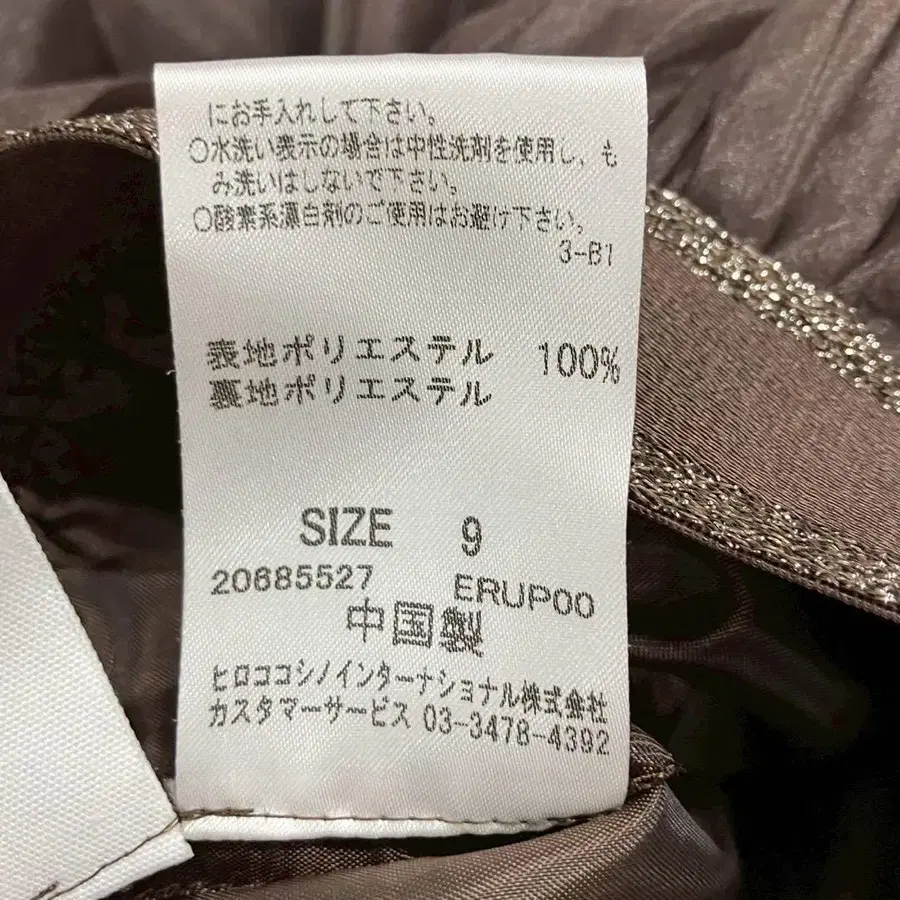 にお手入れして下さい。
○水洗い表示の場合は中性洗剤を使用し、も
み洗いはしないで下さい。
○酸素系漂白剤のご使用はお避け下さい。
3-B1
表地ポリエステル 100%
裏地ポリエステル
SIZE 9
20685527 ERUP00
中国製
ヒロココシノインターナショナル株式会社
カスタマーサービス 03-3478-4392